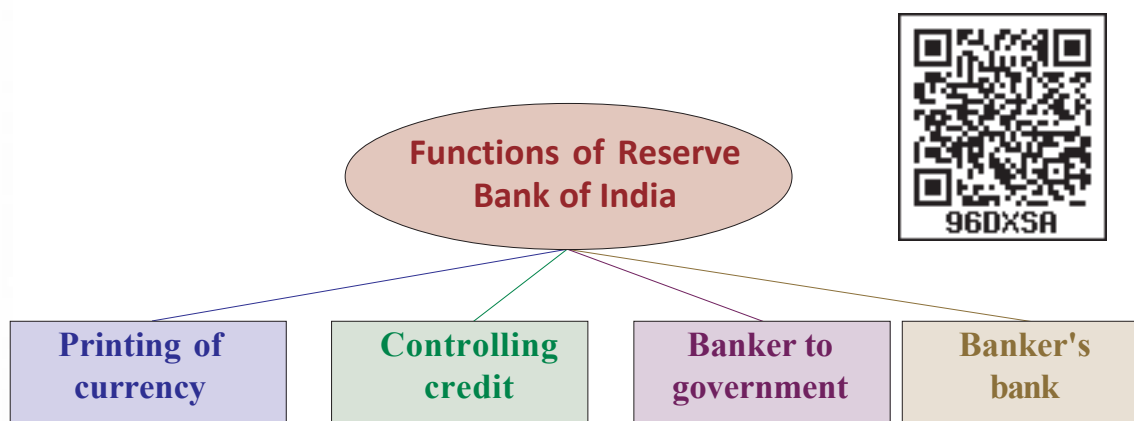 Functions of Reserve
Bank of India
96DXSA
Printing of
currency
Controlling
credit
Banker to
government
Banker's
bank